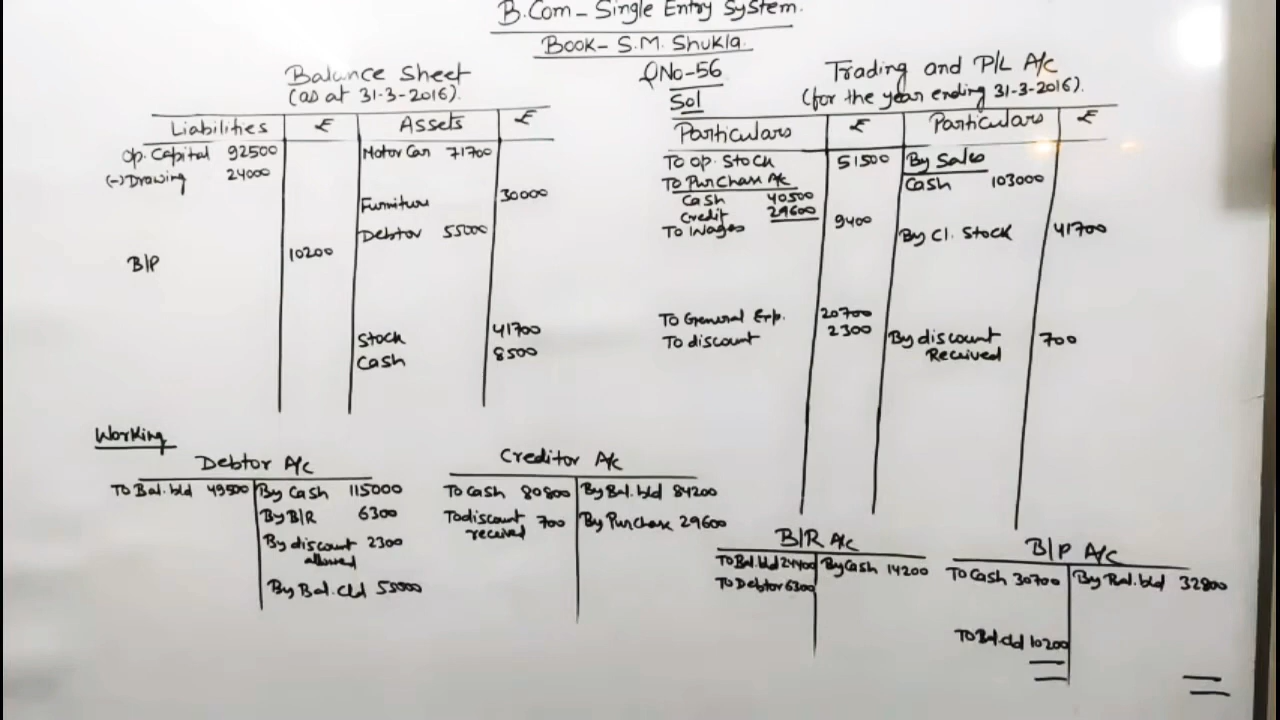 B.Com - Single Entry System.
Book - S.M. Shukla.
QNo-56
Sol
Balance Sheet
(as at 31-3-2016).
Liabilities ₹ Assets ₹
Op. Capital 92500 Motor Car 71700
(-) Drawing 24000
Furniture 30000
Debtor 55000
B/P 10200
Stock 41700
Cash 8500
Trading and P/L A/c
(for the year ending 31-3-2016).
Particulars ₹ Particulars ₹
To Op. Stock 51500 By Sales
To Purchase A/c Cash 103000
Cash 40500
Credit 29600
To Wages 9400 By Cl. Stock 41700
To General Exp. 20700
To discount 2300 By discount Received 700
Working
Debtor A/c
To Bal. b/d 49500 By Cash 115000
By B/R 6300
By discount allowed 2300
By Bal. c/d 55000
Creditor A/c
To Cash 80800 By Bal. b/d 84200
To discount received 700 By Purchase 29600
B/R A/c
To Bal. b/d 24400 By Cash 14200
To Debtor 6300
B/P A/c
To Cash 30700 By Bal. b/d 32800
To Bal. c/d 10200